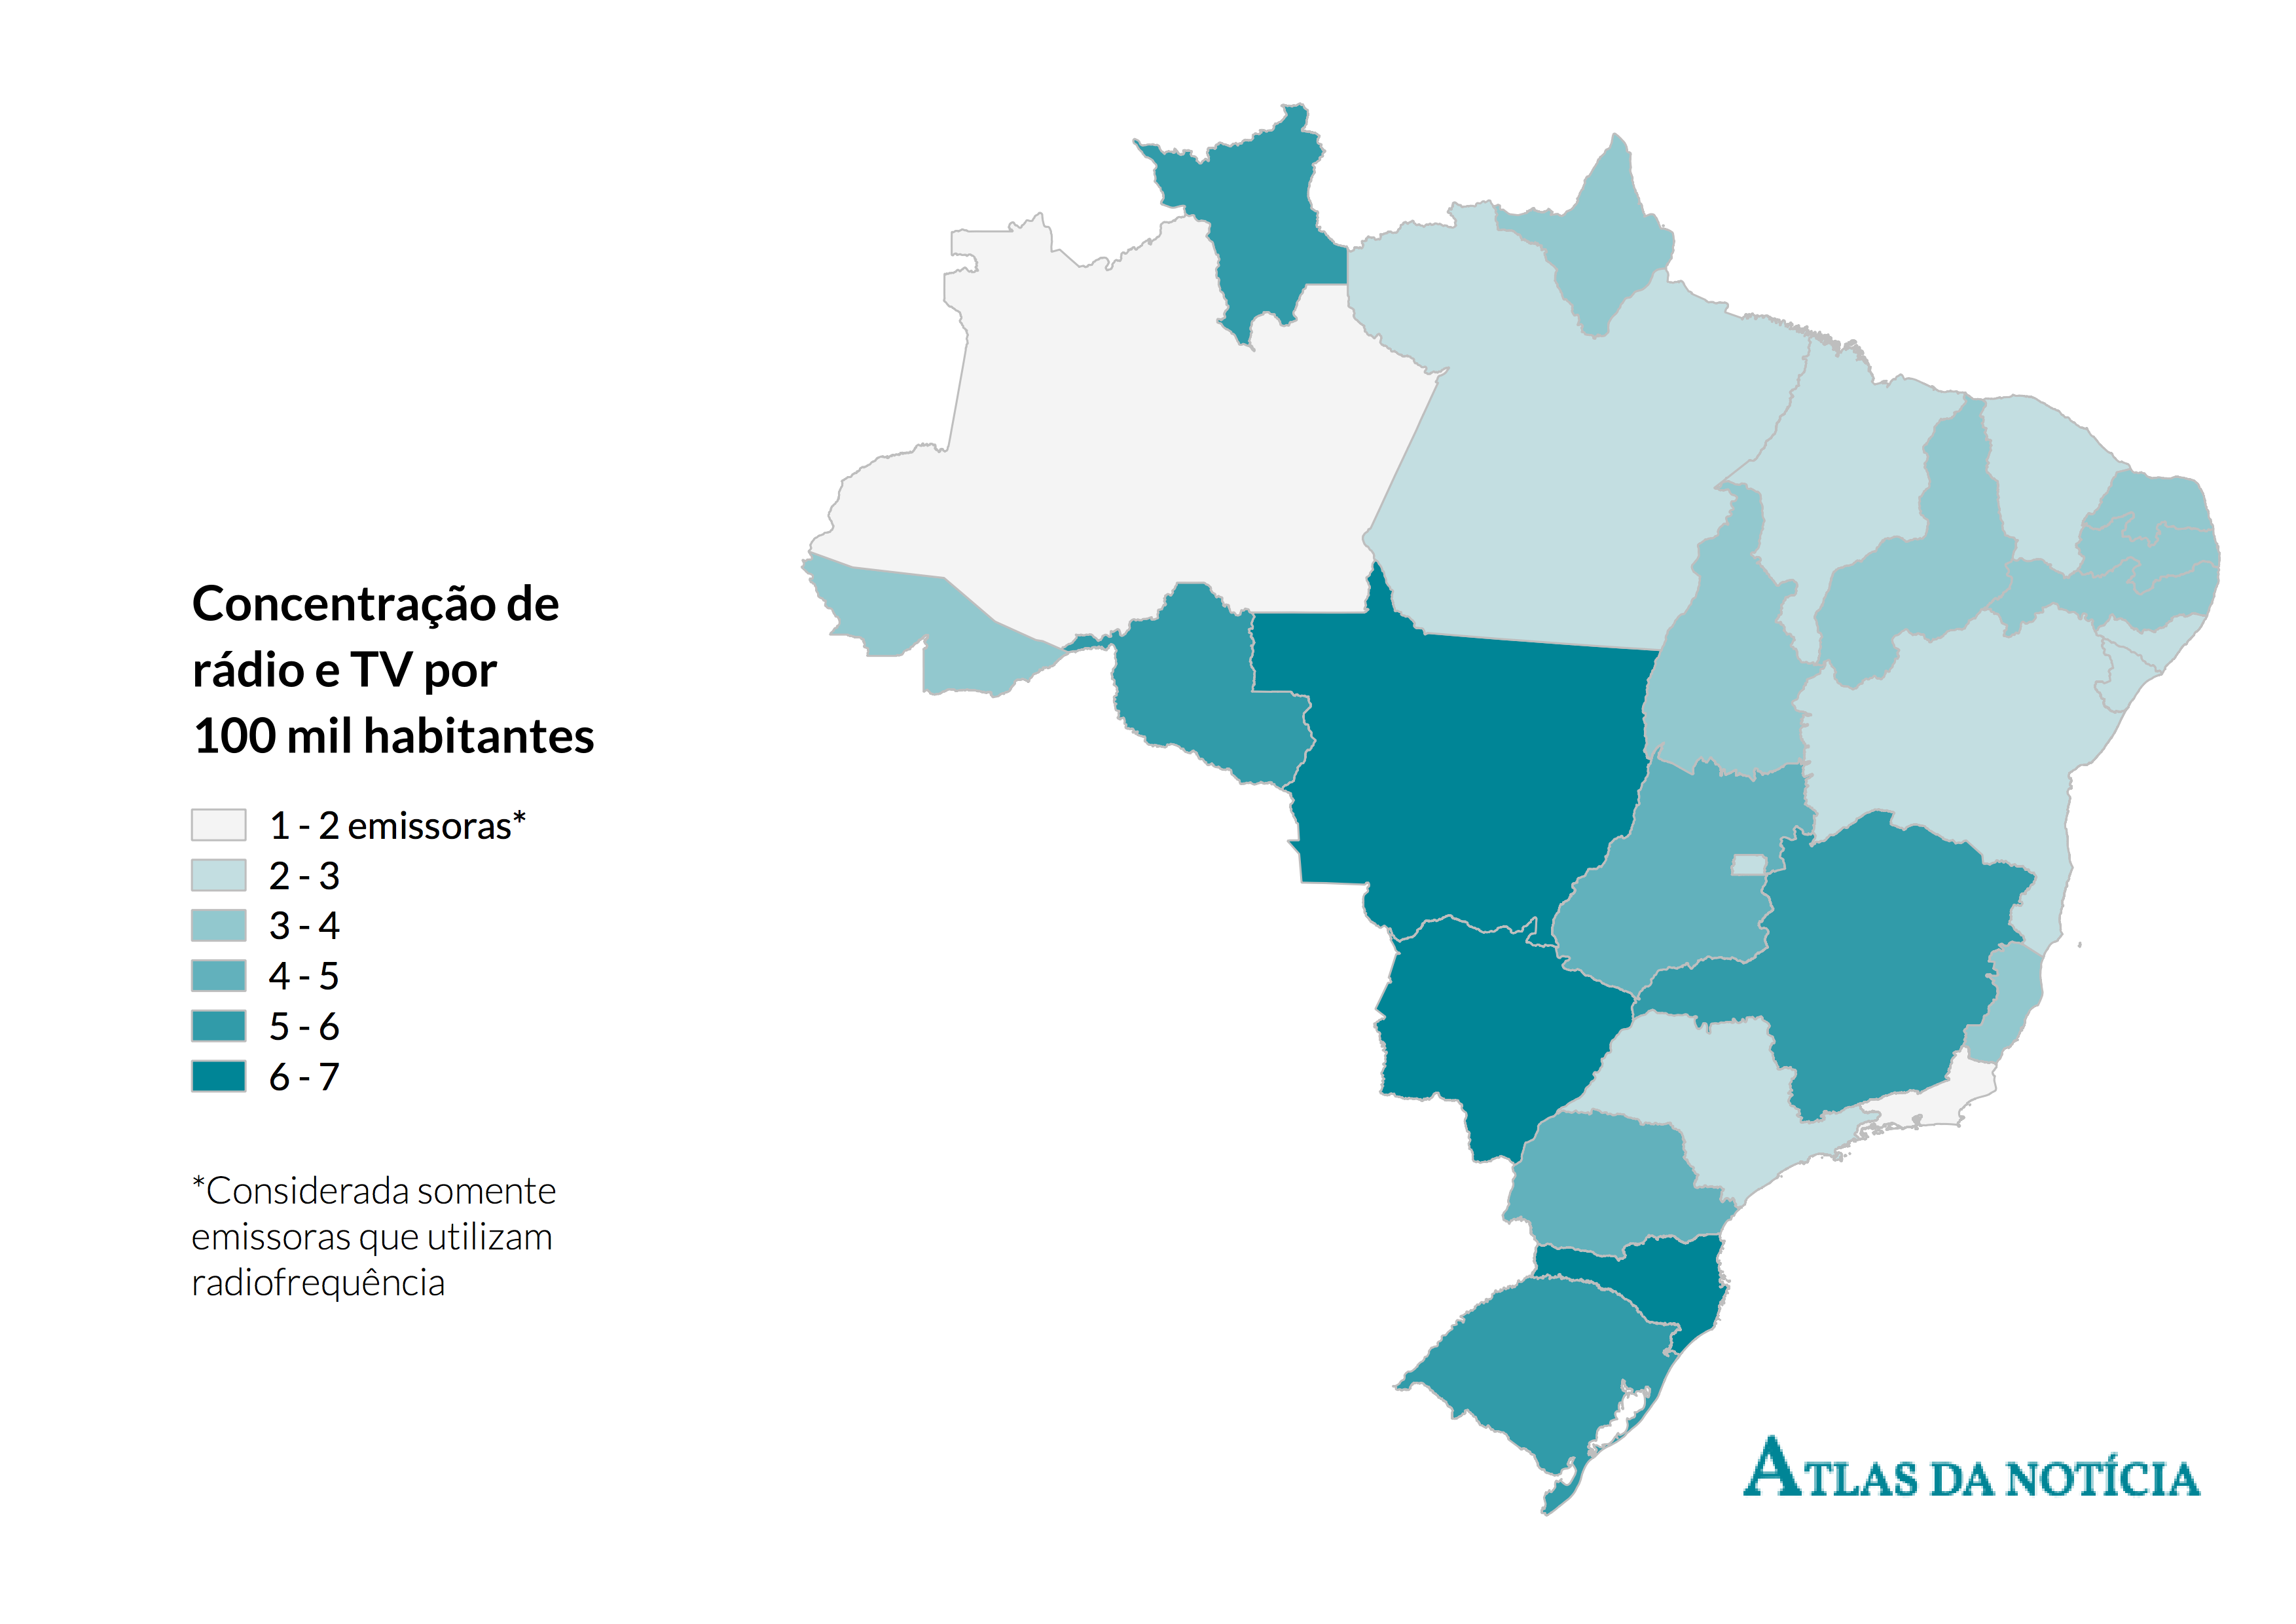 Concentração de
rádio e TV por
100 mil habitantes
1 - 2 emissoras*
2 - 3
3 - 4
4 - 5
5 - 6
6 - 7
*Considerada somente
emissoras que utilizam
radiofrequência
ATLAS DA NOTÍCIA